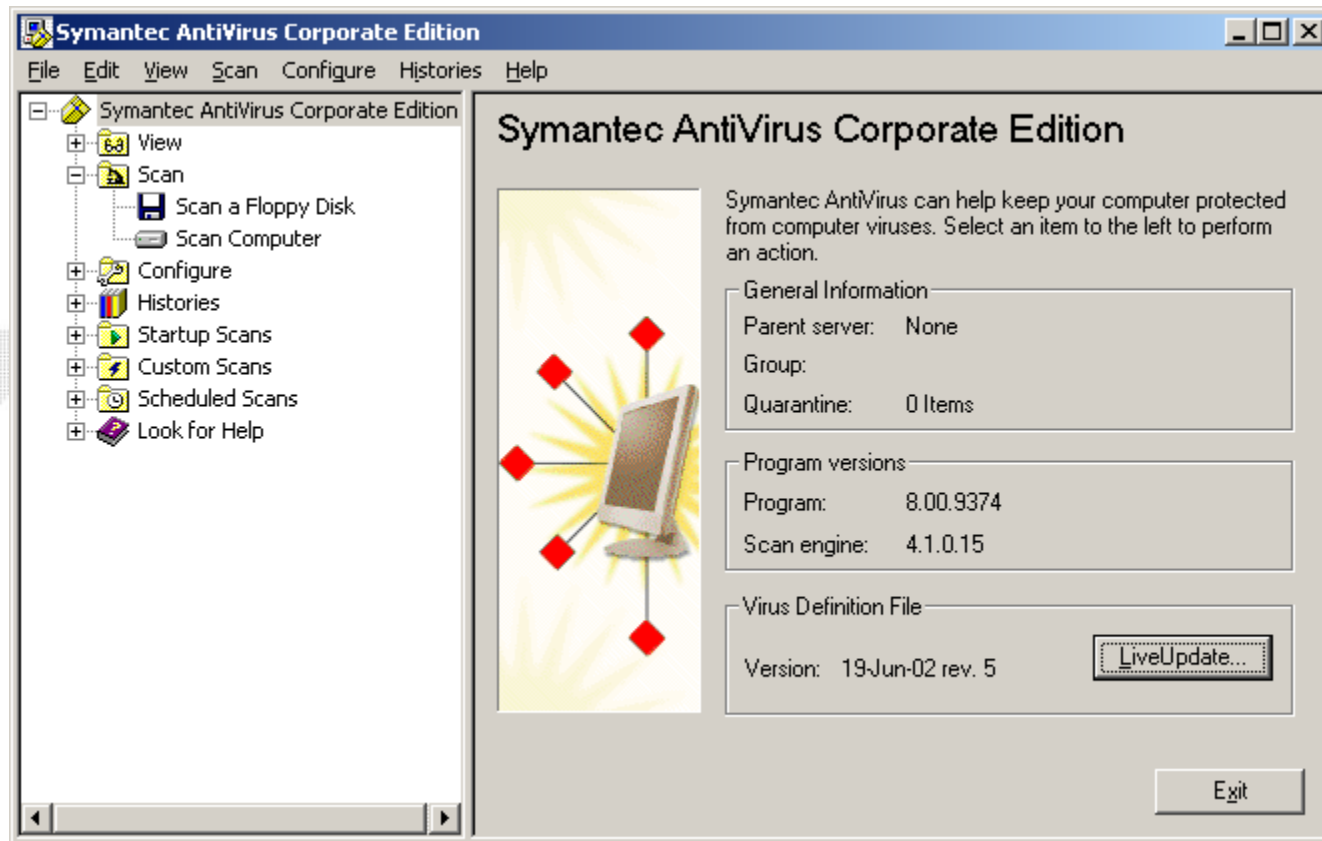 Symantec AntiVirus Corporate Edition
File Edit View Scan Configure Histories Help
Symantec AntiVirus Corporate Edition
View
Scan
Scan a Floppy Disk
Scan Computer
Configure
Histories
Startup Scans
Custom Scans
Scheduled Scans
Look for Help
Symantec AntiVirus Corporate Edition
Symantec AntiVirus can help keep your computer protected
from computer viruses. Select an item to the left to perform
an action.
General Information
Parent server: None
Group:
Quarantine: 0 Items
Program versions
Program: 8.00.9374
Scan engine: 4.1.0.15
Virus Definition File
Version: 19-Jun-02 rev. 5
LiveUpdate...
Exit